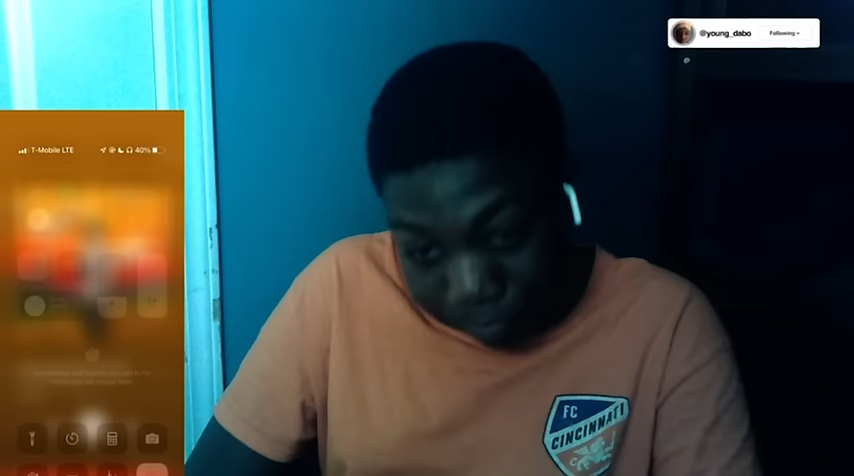 @young_dabo
Following
T-Mobile LTE
40%
FC
CINCINNATI